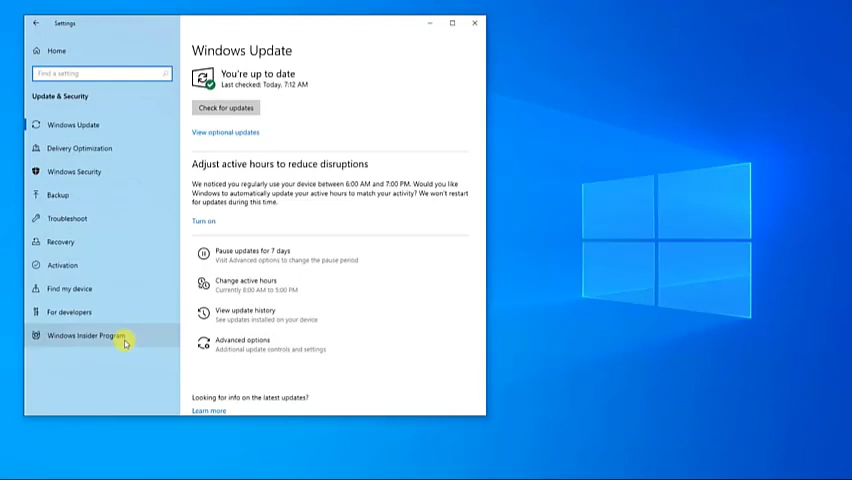 Settings
Home
Find a setting
Update & Security
Windows Update
Delivery Optimization
Windows Security
Backup
Troubleshoot
Recovery
Activation
Find my device
For developers
Windows Insider Program
Windows Update
You're up to date
Last checked: Today, 7:12 AM
Check for updates
View optional updates
Adjust active hours to reduce disruptions
We noticed you regularly use your device between 6:00 AM and 7:00 PM. Would you like
Windows to automatically update your active hours to match your activity? We won't restart
for updates during this time.
Turn on
Pause updates for 7 days
Visit Advanced options to change the pause period
Change active hours
Currently 8:00 AM to 5:00 PM
View update history
See updates installed on your device
Advanced options
Additional update controls and settings
Looking for info on the latest updates?
Learn more